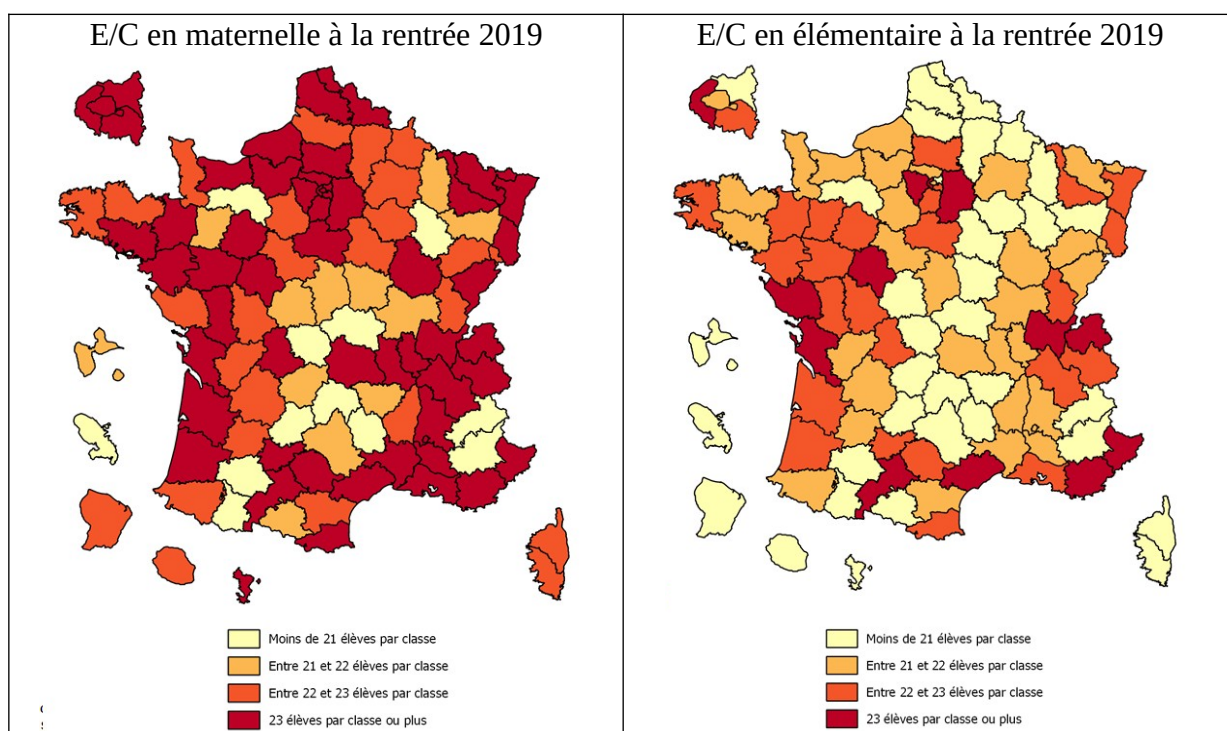 E/C en maternelle à la rentrée 2019
Moins de 21 élèves par classe
Entre 21 et 22 élèves par classe
Entre 22 et 23 élèves par classe
23 élèves par classe ou plus
E/C en élémentaire à la rentrée 2019
Moins de 21 élèves par classe
Entre 21 et 22 élèves par classe
Entre 22 et 23 élèves par classe
23 élèves par classe ou plus